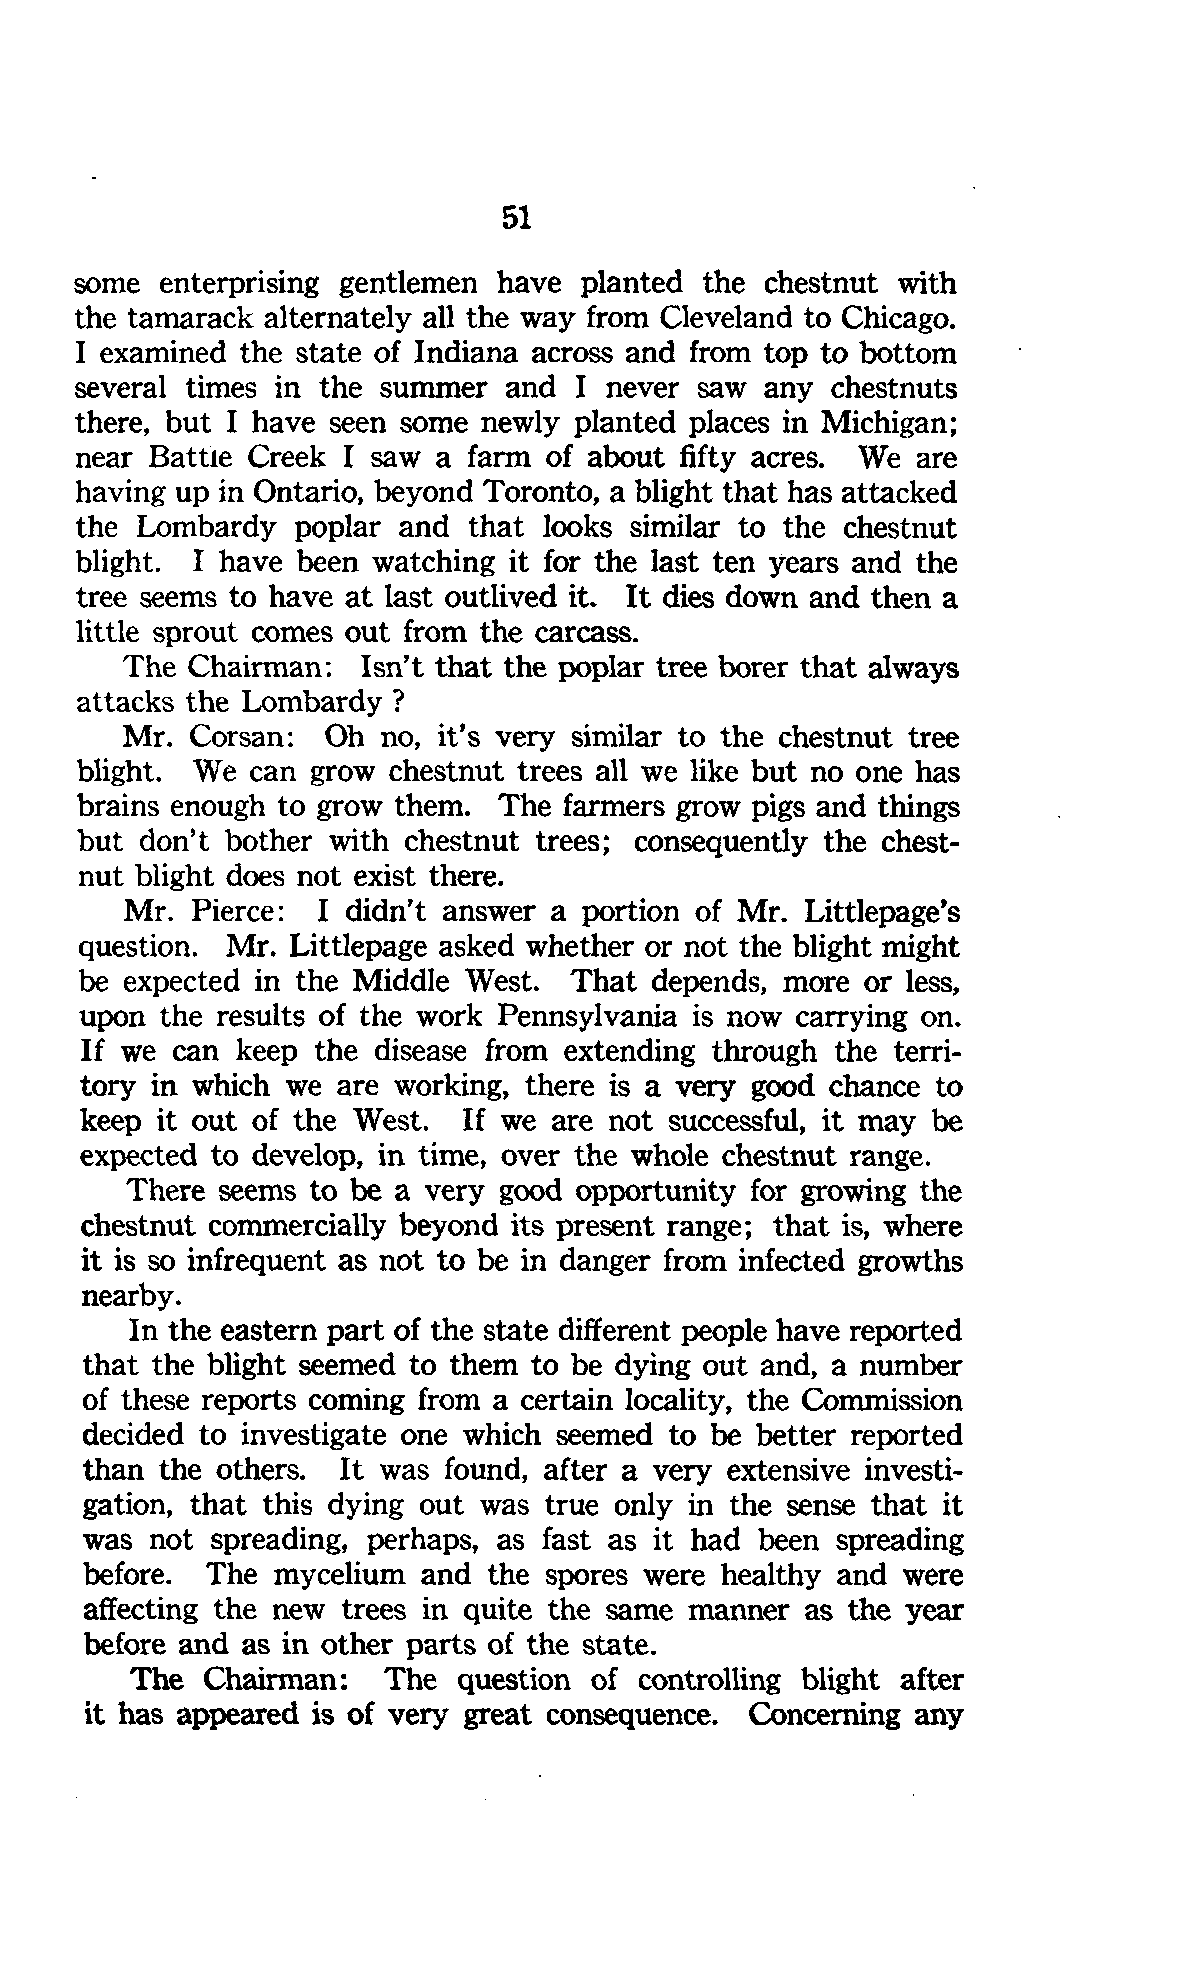 51
some enterprising gentlemen have planted the chestnut with
the tamarack alternately all the way from Cleveland to Chicago.
I examined the state of Indiana across and from top to bottom
several times in the summer and I never saw any chestnuts
there, but I have seen some newly planted places in Michigan;
near Battle Creek I saw a farm of about fifty acres. We are
having up in Ontario, beyond Toronto, a blight that has attacked
the Lombardy poplar and that looks similar to the chestnut
blight. I have been watching it for the last ten years and the
tree seems to have at last outlived it. It dies down and then a
little sprout comes out from the carcass.
The Chairman: Isn't that the poplar tree borer that always
attacks the Lombardy ?
Mr. Corsan: Oh no, it's very similar to the chestnut tree
blight. We can grow chestnut trees all we like but no one has
brains enough to grow them. The farmers grow pigs and things
but don't bother with chestnut trees; consequently the chest-
nut blight does not exist there.
Mr. Pierce: I didn't answer a portion of Mr. Littlepage's
question. Mr. Littlepage asked whether or not the blight might
be expected in the Middle West. That depends, more or less,
upon the results of the work Pennsylvania is now carrying on.
If we can keep the disease from extending through the terri-
tory in which we are working, there is a very good chance to
keep it out of the West. If we are not successful, it may be
expected to develop, in time, over the whole chestnut range.
There seems to be a very good opportunity for growing the
chestnut commercially beyond its present range; that is, where
it is so infrequent as not to be in danger from infected growths
nearby.
In the eastern part of the state different people have reported
that the blight seemed to them to be dying out and, a number
of these reports coming from a certain locality, the Commission
decided to investigate one which seemed to be better reported
than the others. It was found, after a very extensive investi-
gation, that this dying out was true only in the sense that it
was not spreading, perhaps, as fast as it had been spreading
before. The mycelium and the spores were healthy and were
affecting the new trees in quite the same manner as the year
before and as in other parts of the state.
The Chairman: The question of controlling blight after
it has appeared is of very great consequence. Concerning any